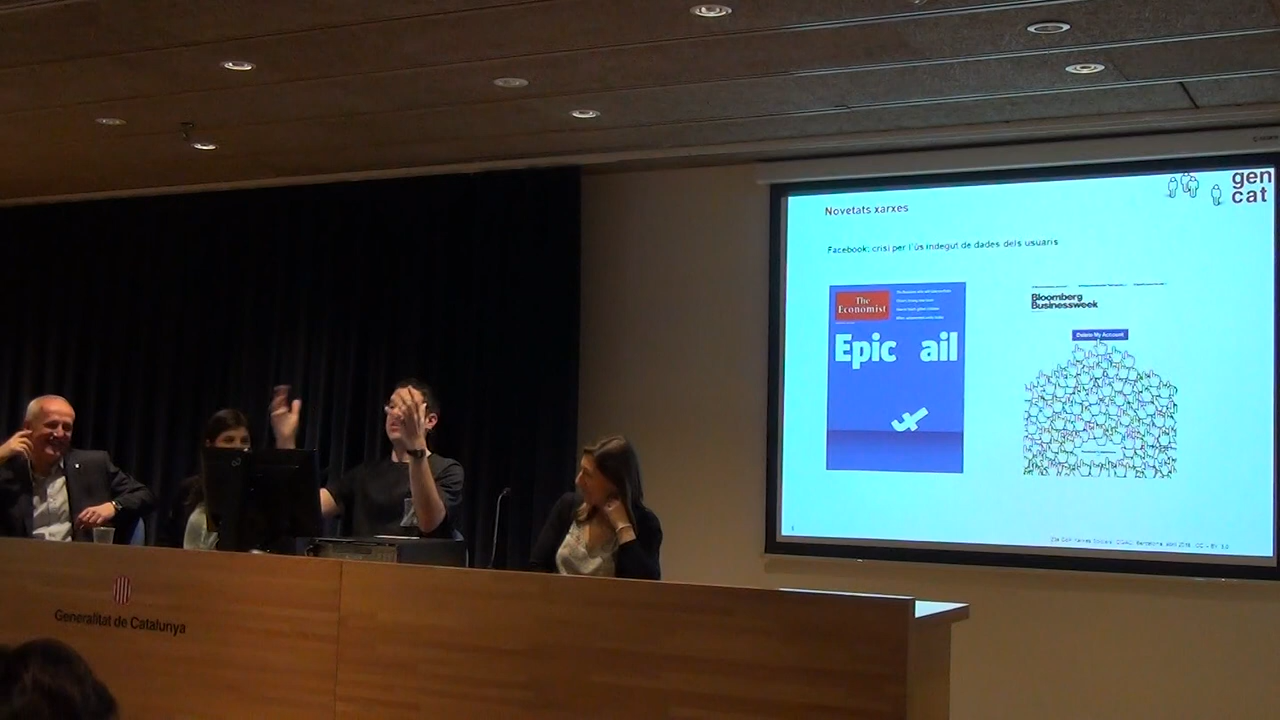 gen
cat
Novetats xarxes
Facebook: crisi per l'ús indegut de dades dels usuaris
The
Economist
Epic ail
Bloomberg
Businessweek
Delete My Account
Generalitat de Catalunya